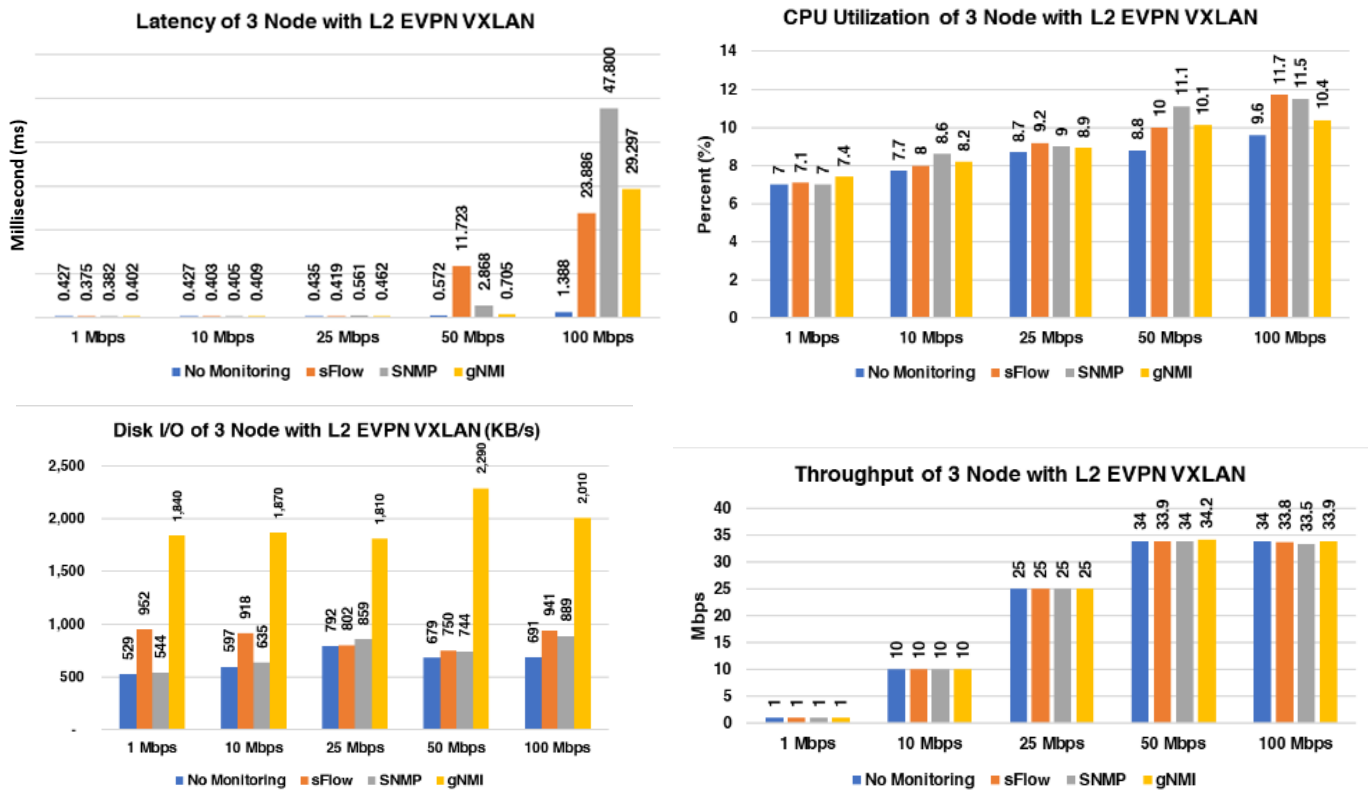 Latency of 3 Node with L2 EVPN VXLAN
Millisecond (ms)
0.427 0.375 0.382 0.402
0.427 0.403 0.405 0.409
0.435 0.419 0.561 0.462
0.572 11.723 2.868 0.705
1.388 23.886 47.800 29.297
1 Mbps 10 Mbps 25 Mbps 50 Mbps 100 Mbps
No Monitoring sFlow SNMP gNMI
CPU Utilization of 3 Node with L2 EVPN VXLAN
Percent (%)
14
12
10
8
6
4
2
0
7 7.1 7 7.4
7.7 8 8.6 8.2
8.7 9.2 9 8.9
8.8 10 11.1 10.1
9.6 11.7 11.5 10.4
1 Mbps 10 Mbps 25 Mbps 50 Mbps 100 Mbps
No Monitoring sFlow SNMP gNMI
Disk I/O of 3 Node with L2 EVPN VXLAN (KB/s)
2,500
2,000
1,500
1,000
500
-
529 952 544 1,840
597 918 635 1,870
792 802 859 1,810
679 750 744 2,290
691 941 889 2,010
1 Mbps 10 Mbps 25 Mbps 50 Mbps 100 Mbps
No Monitoring sFlow SNMP gNMI
Throughput of 3 Node with L2 EVPN VXLAN
Mbps
40
35
30
25
20
15
10
5
0
1 1 1 1
10 10 10 10
25 25 25 25
34 33.9 34 34.2
34 33.8 33.5 33.9
1 Mbps 10 Mbps 25 Mbps 50 Mbps 100 Mbps
No Monitoring sFlow SNMP gNMI